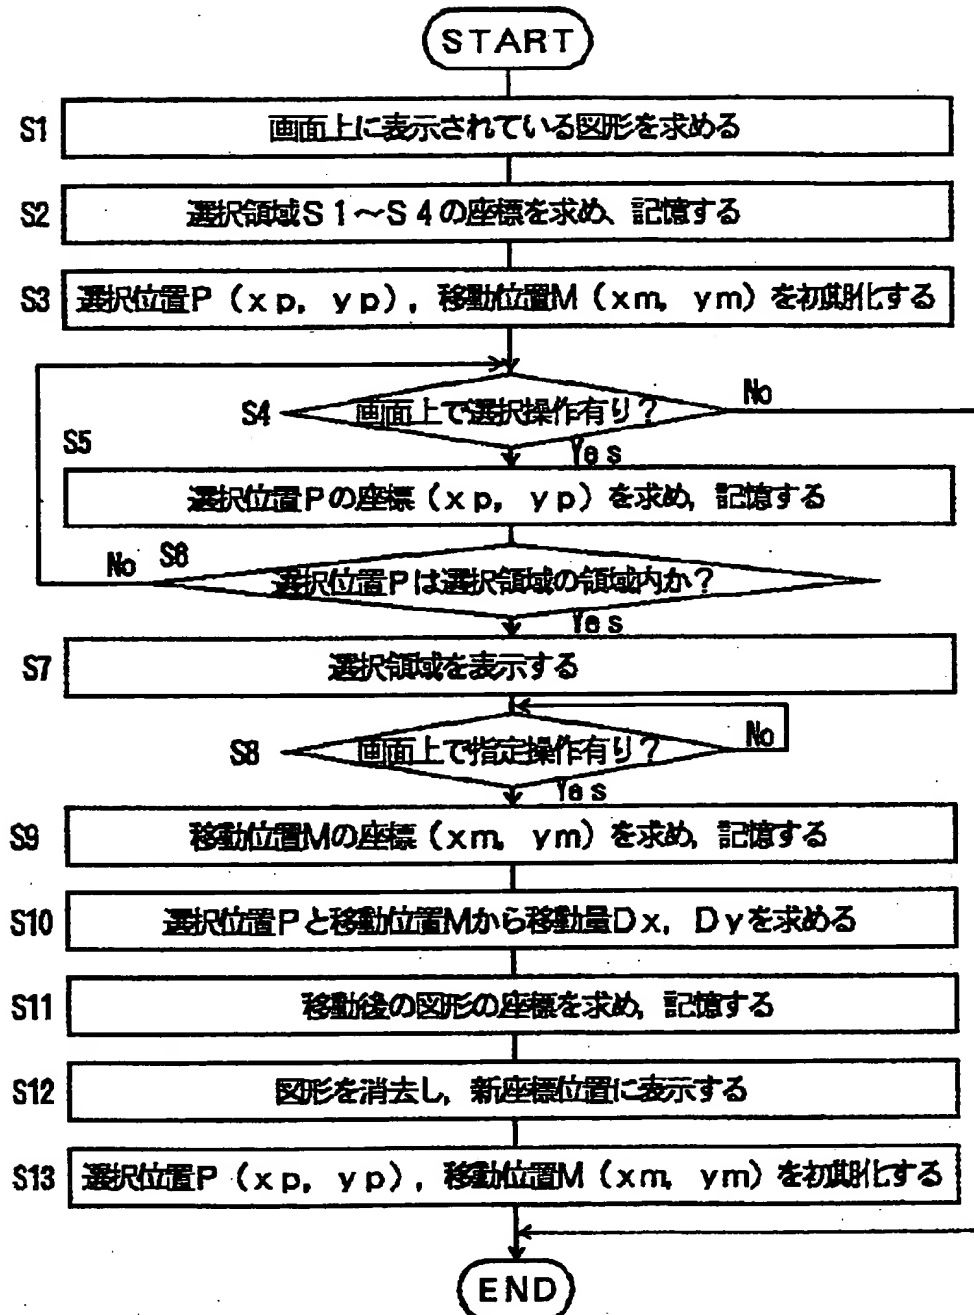 START
S1 画面上に表示されている図形を求める
S2 選択領域S1～S4の座標を求め、記憶する
S3 選択位置P(xp, yp), 移動位置M(xm, ym)を初期化する
S4 画面上で選択操作有り? No
Yes
S5
選択位置Pの座標(xp, yp)を求め, 記憶する
No S6
選択位置Pは選択領域の領域内か?
Yes
S7 選択領域を表示する
S8 画面上で指定操作有り? No
Yes
S9 移動位置Mの座標(xm, ym)を求め, 記憶する
S10 選択位置Pと移動位置Mから移動量Dx, Dyを求める
S11 移動後の図形の座標を求め, 記憶する
S12 図形を消去し, 新座標位置に表示する
S13 選択位置P(xp, yp), 移動位置M(xm, ym)を初期化する
END